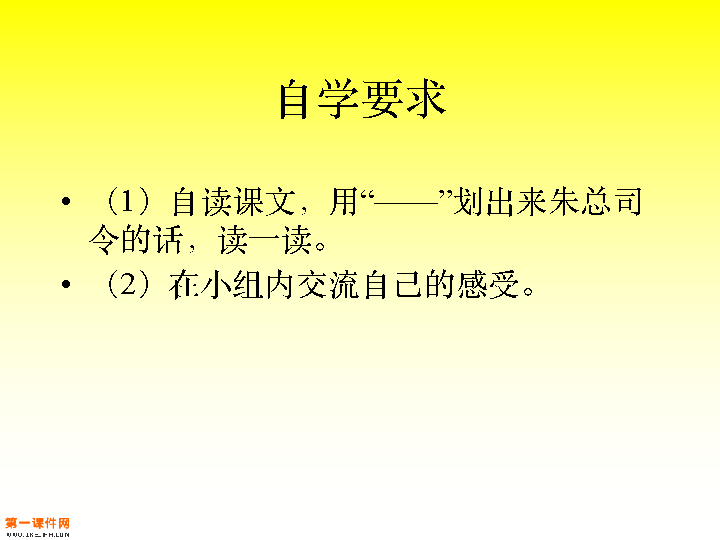 自学要求
• （1）自读课文，用“——”划出来朱总司
令的话，读一读。
• （2）在小组内交流自己的感受。
第一课件网